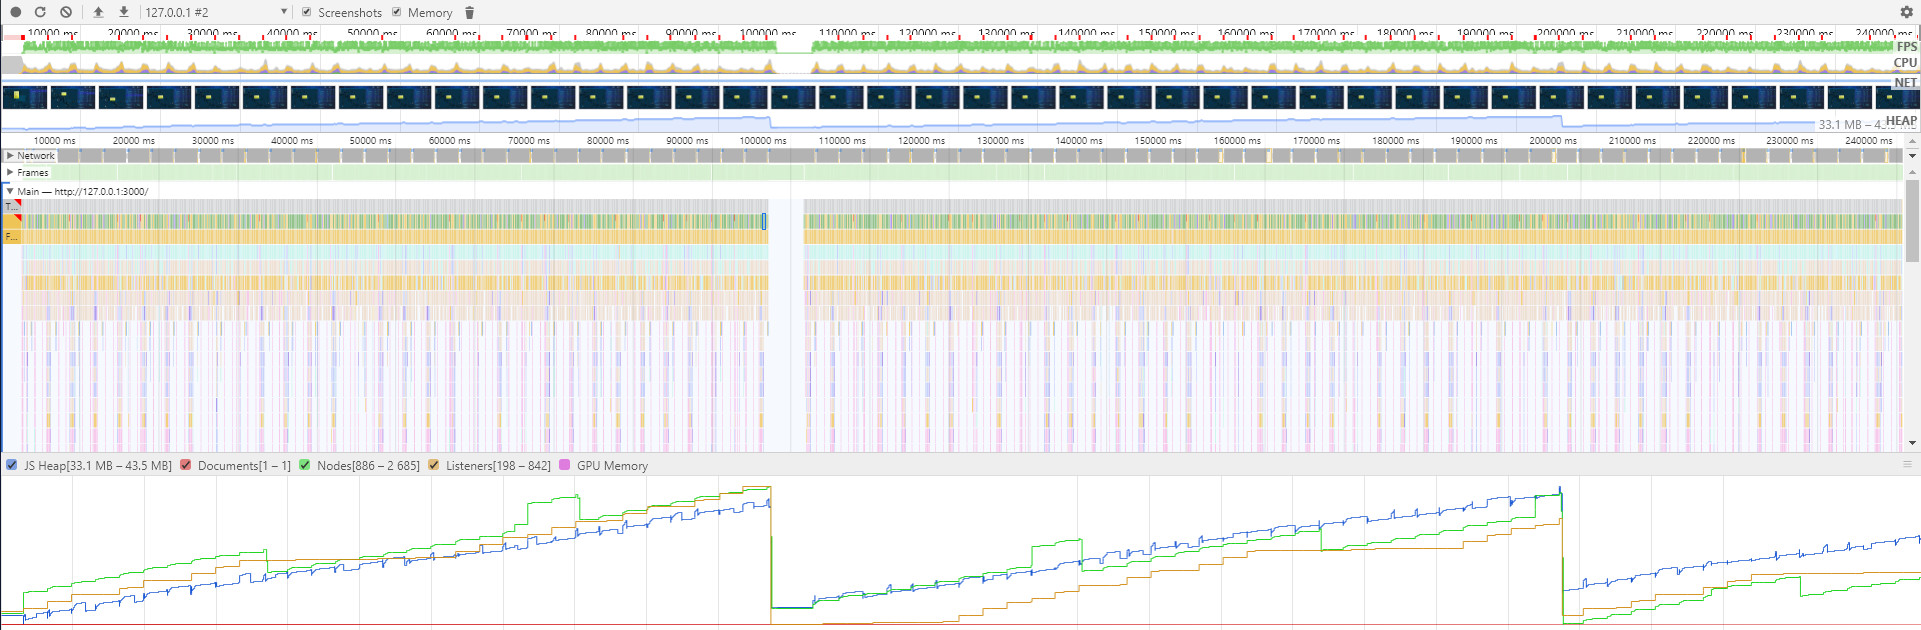 127.0.0.1 #2 Screenshots Memory
10000 ms 20000 ms 30000 ms 40000 ms 50000 ms 60000 ms 70000 ms 80000 ms 90000 ms 100000 ms 110000 ms 120000 ms 130000 ms 140000 ms 150000 ms 160000 ms 170000 ms 180000 ms 190000 ms 200000 ms 210000 ms 220000 ms 230000 ms 240000 ms
FPS
CPU
NET
HEAP
33.1 MB – 43.5 MB
10000 ms 20000 ms 30000 ms 40000 ms 50000 ms 60000 ms 70000 ms 80000 ms 90000 ms 100000 ms 110000 ms 120000 ms 130000 ms 140000 ms 150000 ms 160000 ms 170000 ms 180000 ms 190000 ms 200000 ms 210000 ms 220000 ms 230000 ms 240000 ms
Network
Frames
Main — http://127.0.0.1:3000/
T...
F...
JS Heap[33.1 MB – 43.5 MB] Documents[1 – 1] Nodes[886 – 2 685] Listeners[198 – 842] GPU Memory